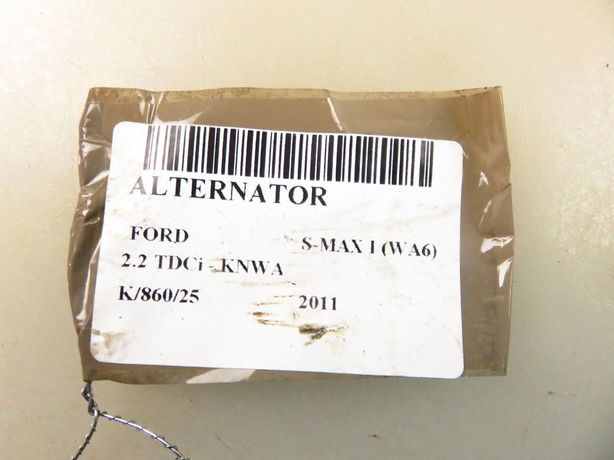 ALTERNATOR
FORD S-MAX I (WA6)
2.2 TDCi - KNWA
K/860/25 2011